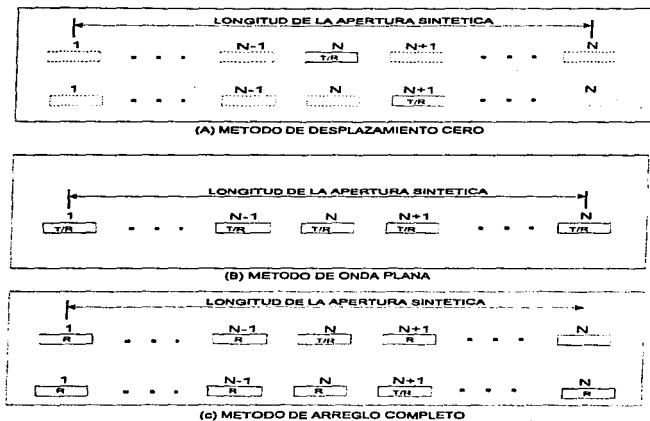 LONGITUD DE LA APERTURA SINTETICA
1 N-1 N N+1 N
T/R
1 N-1 N N+1 N
T/R
(A) METODO DE DESPLAZAMIENTO CERO
LONGITUD DE LA APERTURA SINTETICA
1 N-1 N N+1 N
T/R T/R T/R T/R T/R
(B) METODO DE ONDA PLANA
LONGITUD DE LA APERTURA SINTETICA
1 N-1 N N+1 N
R R T/R R
1 N-1 N N+1 N
R R R T/R R
(c) METODO DE ARREGLO COMPLETO